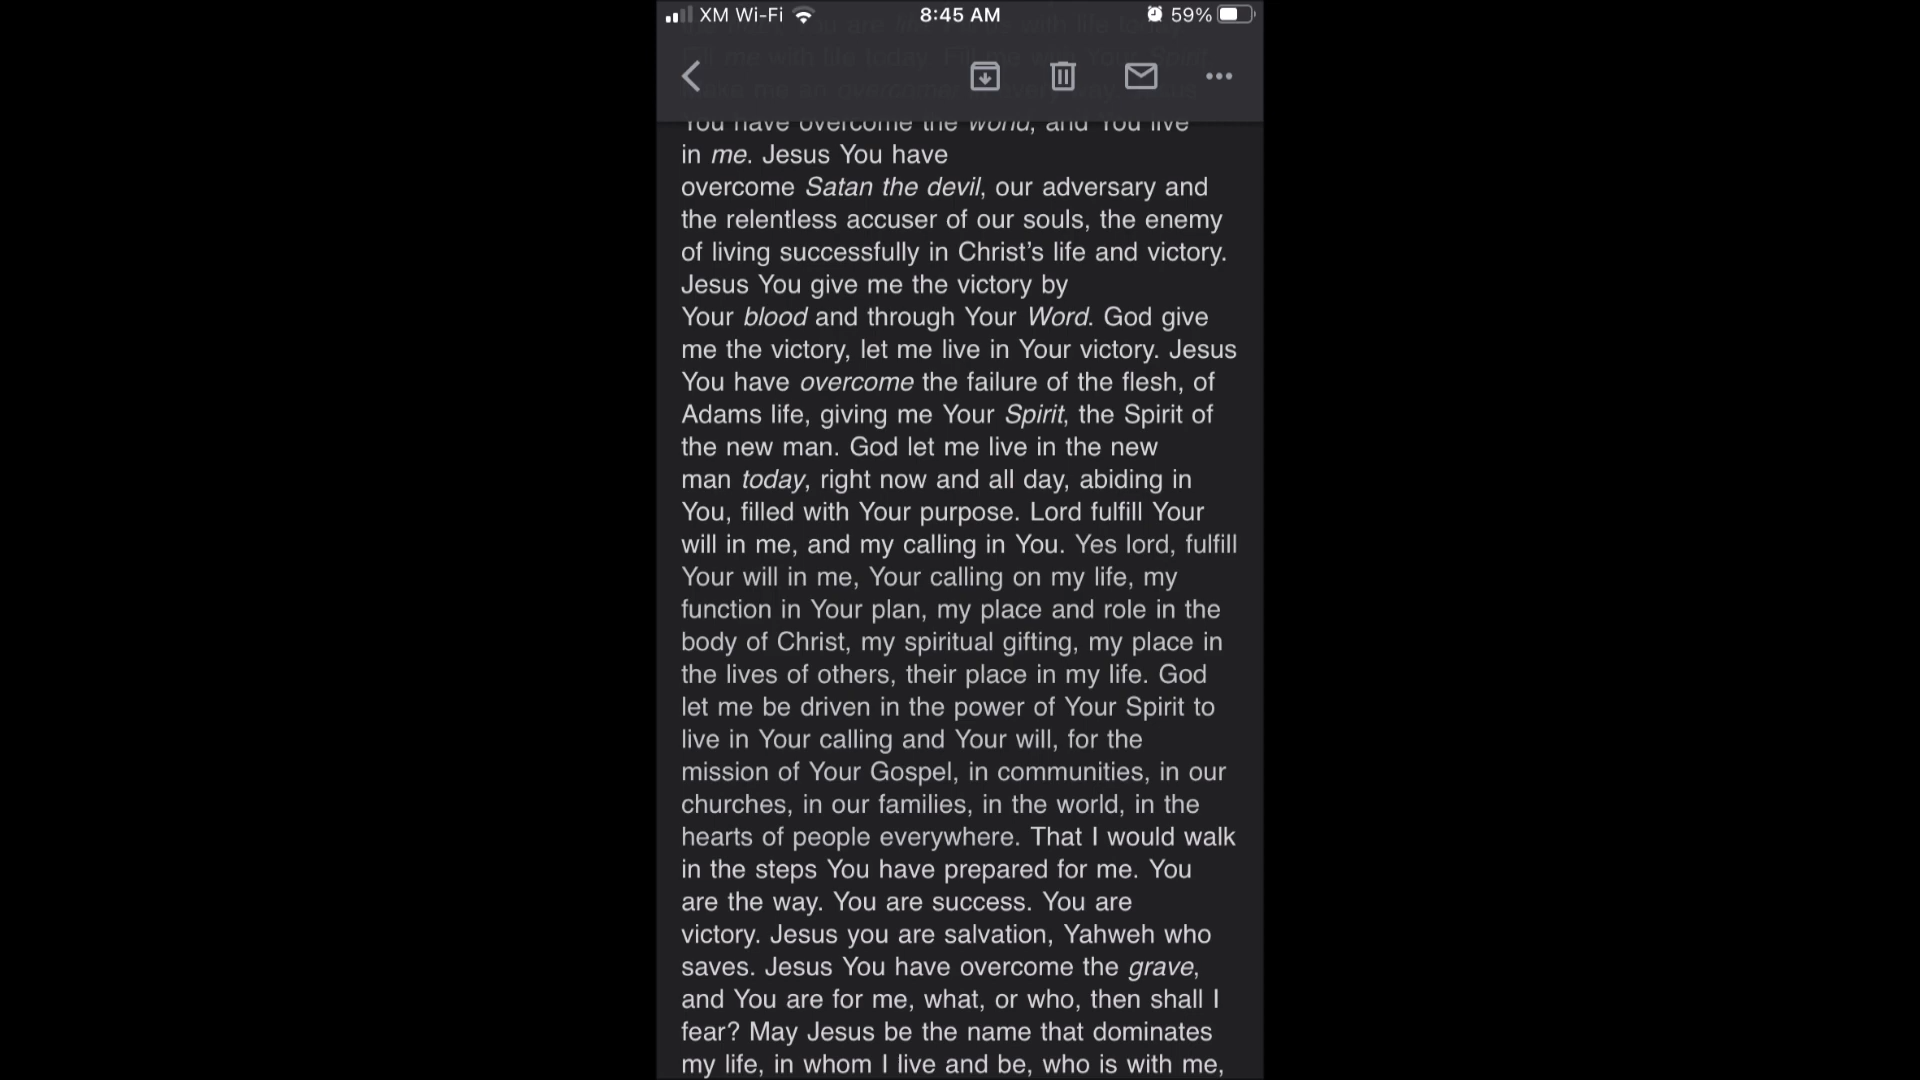 XM Wi-Fi 8:45 AM 59%
You have overcome the world, and You live
in me. Jesus You have
overcome Satan the devil, our adversary and
the relentless accuser of our souls, the enemy
of living successfully in Christ’s life and victory.
Jesus You give me the victory by
Your blood and through Your Word. God give
me the victory, let me live in Your victory. Jesus
You have overcome the failure of the flesh, of
Adams life, giving me Your Spirit, the Spirit of
the new man. God let me live in the new
man today, right now and all day, abiding in
You, filled with Your purpose. Lord fulfill Your
will in me, and my calling in You. Yes lord, fulfill
Your will in me, Your calling on my life, my
function in Your plan, my place and role in the
body of Christ, my spiritual gifting, my place in
the lives of others, their place in my life. God
let me be driven in the power of Your Spirit to
live in Your calling and Your will, for the
mission of Your Gospel, in communities, in our
churches, in our families, in the world, in the
hearts of people everywhere. That I would walk
in the steps You have prepared for me. You
are the way. You are success. You are
victory. Jesus you are salvation, Yahweh who
saves. Jesus You have overcome the grave,
and You are for me, what, or who, then shall I
fear? May Jesus be the name that dominates
my life, in whom I live and be, who is with me,